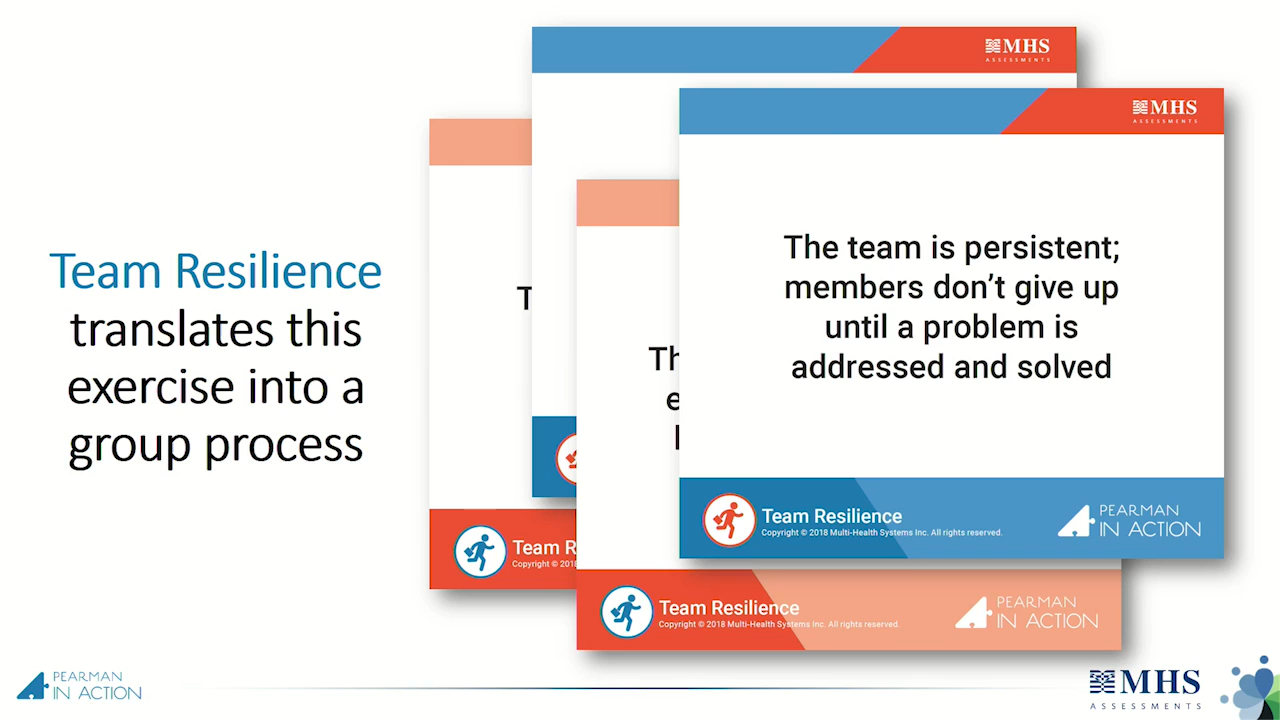 Team Resilience
translates this
exercise into a
group process
MHS
ASSESSMENTS
MHS
ASSESSMENTS
The team is persistent;
members don't give up
until a problem is
addressed and solved
Team Resilience
Copyright © 2018 Multi-Health Systems Inc. All rights reserved.
PEARMAN
IN ACTION
Team R
Copyright © 201
Team Resilience
Copyright © 2018 Multi-Health Systems Inc. All rights reserved.
PEARMAN
IN ACTION
PEARMAN
IN ACTION
MHS
ASSESSMENTS